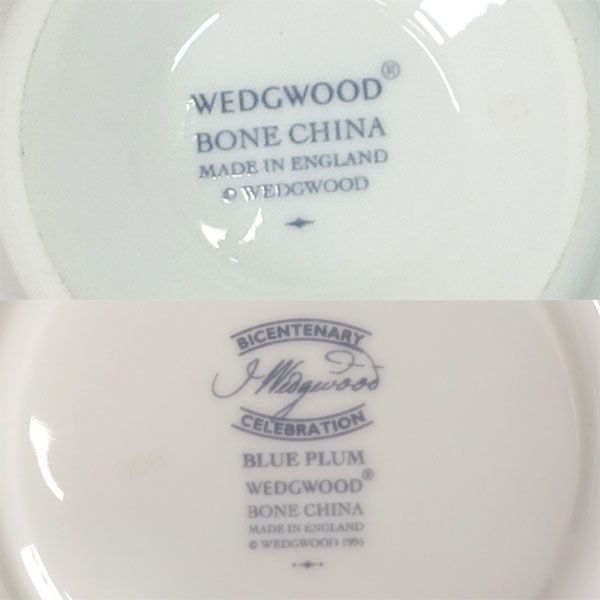 WEDGWOOD®
BONE CHINA
MADE IN ENGLAND
© WEDGWOOD
BICENTENARY
J Wedgwood
CELEBRATION
BLUE PLUM
WEDGWOOD®
BONE CHINA
MADE IN ENGLAND
© WEDGWOOD 1996